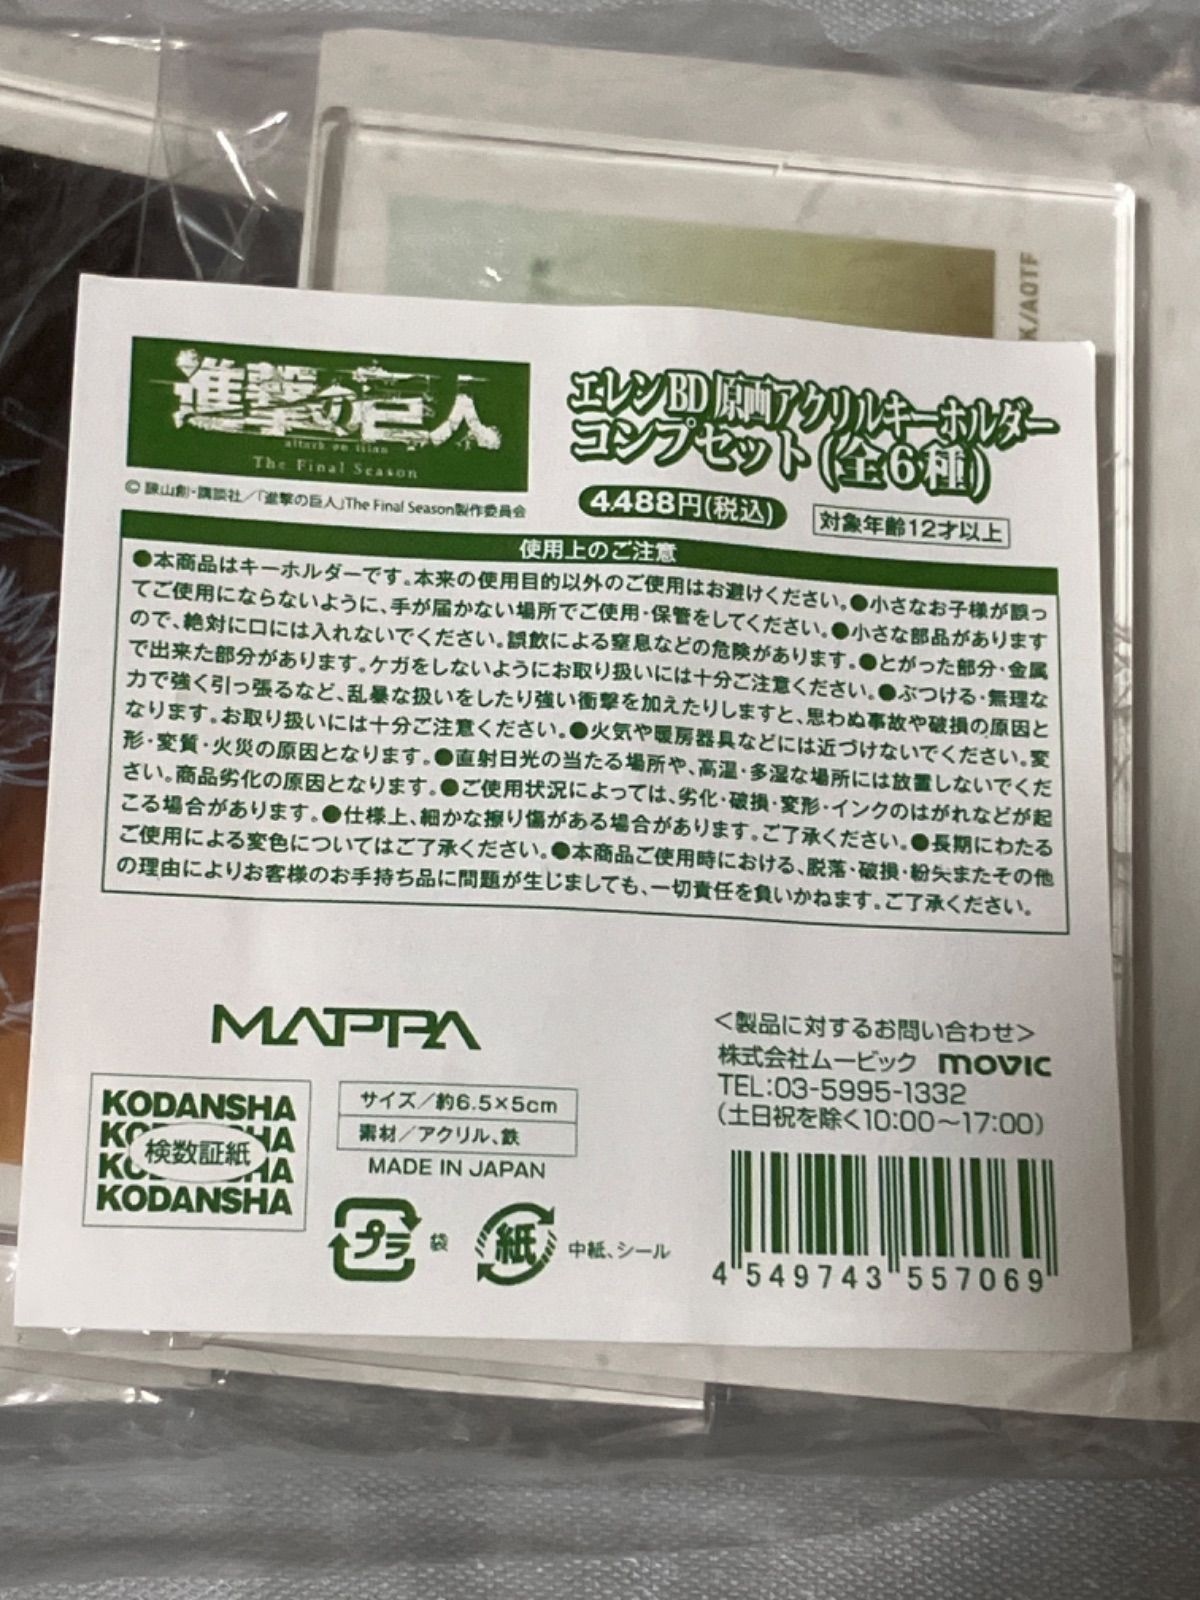 K/AOTF
進撃の巨人
attack on titan
The Final Season
© 諫山創・講談社／「進撃の巨人」The Final Season製作委員会
エレンBD 原画アクリルキーホルダー
コンプセット(全6種)
4,488円(税込)
対象年齢12才以上
使用上のご注意
●本商品はキーホルダーです。本来の使用目的以外のご使用はお避けください。●小さなお子様が誤っ
てご使用にならないように、手が届かない場所でご使用・保管をしてください。●小さな部品があります
ので、絶対に口には入れないでください。誤飲による窒息などの危険があります。●とがった部分・金属
で出来た部分があります。ケガをしないようにお取り扱いには十分ご注意ください。●ぶつける・無理な
力で強く引っ張るなど、乱暴な扱いをしたり強い衝撃を加えたりしますと、思わぬ事故や破損の原因と
なります。お取り扱いには十分ご注意ください。●火気や暖房器具などには近づけないでください。変
形・変質・火災の原因となります。●直射日光の当たる場所や、高温・多湿な場所には放置しないでくだ
さい。商品劣化の原因となります。●ご使用状況によっては、劣化・破損・変形・インクのはがれなどが起
こる場合があります。●仕様上、細かな擦り傷がある場合があります。ご了承ください。●長期にわたる
ご使用による変色についてはご了承ください。●本商品ご使用時における、脱落・破損・紛失またその他
の理由によりお客様のお手持ち品に問題が生じましても、一切責任を負いかねます。ご了承ください。
MAPPA
<製品に対するお問い合わせ>
株式会社ムービック movic
TEL:03-5995-1332
(土日祝を除く10:00～17:00)
KODANSHA
検数証紙
KODANSHA
サイズ／約6.5×5cm
素材／アクリル、鉄
MADE IN JAPAN
プラ 袋
紙 中紙、シール
4 549743 557069